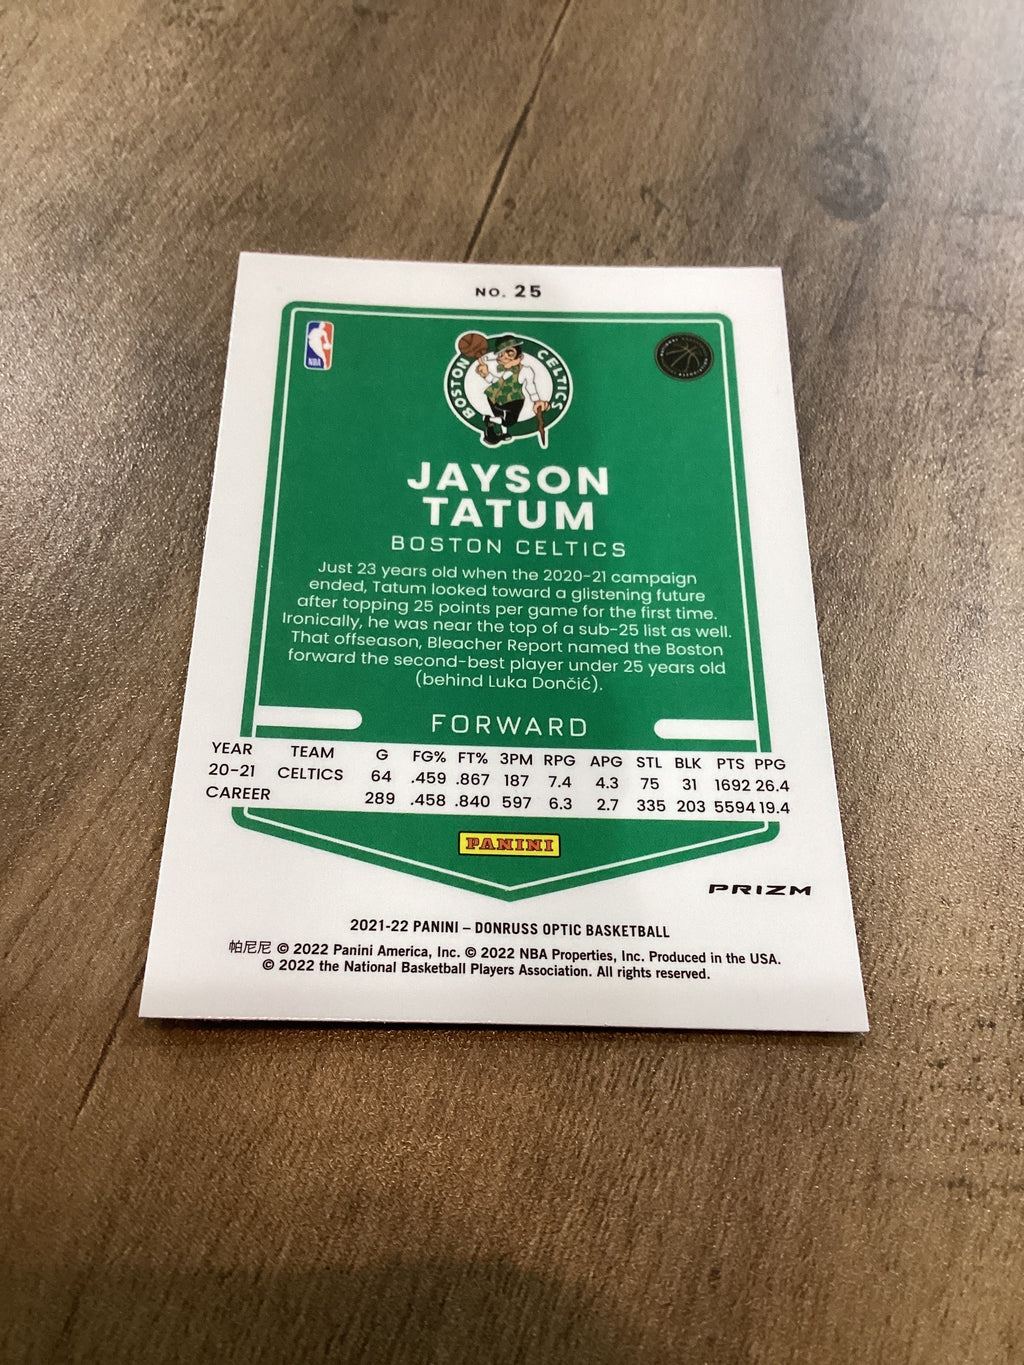 NO. 25
NBA
BOSTON CELTICS
JAYSON
TATUM
BOSTON CELTICS
Just 23 years old when the 2020-21 campaign
ended, Tatum looked toward a glistening future
after topping 25 points per game for the first time.
Ironically, he was near the top of a sub-25 list as well.
That offseason, Bleacher Report named the Boston
forward the second-best player under 25 years old
(behind Luka Dončić).
FORWARD
YEAR TEAM G FG% FT% 3PM RPG APG STL BLK PTS PPG
20-21 CELTICS 64 .459 .867 187 7.4 4.3 75 31 1692 26.4
CAREER 289 .458 .840 597 6.3 2.7 335 203 5594 19.4
PANINI
PRIZM
2021-22 PANINI – DONRUSS OPTIC BASKETBALL
帕尼尼 © 2022 Panini America, Inc. © 2022 NBA Properties, Inc. Produced in the USA.
© 2022 the National Basketball Players Association. All rights reserved.